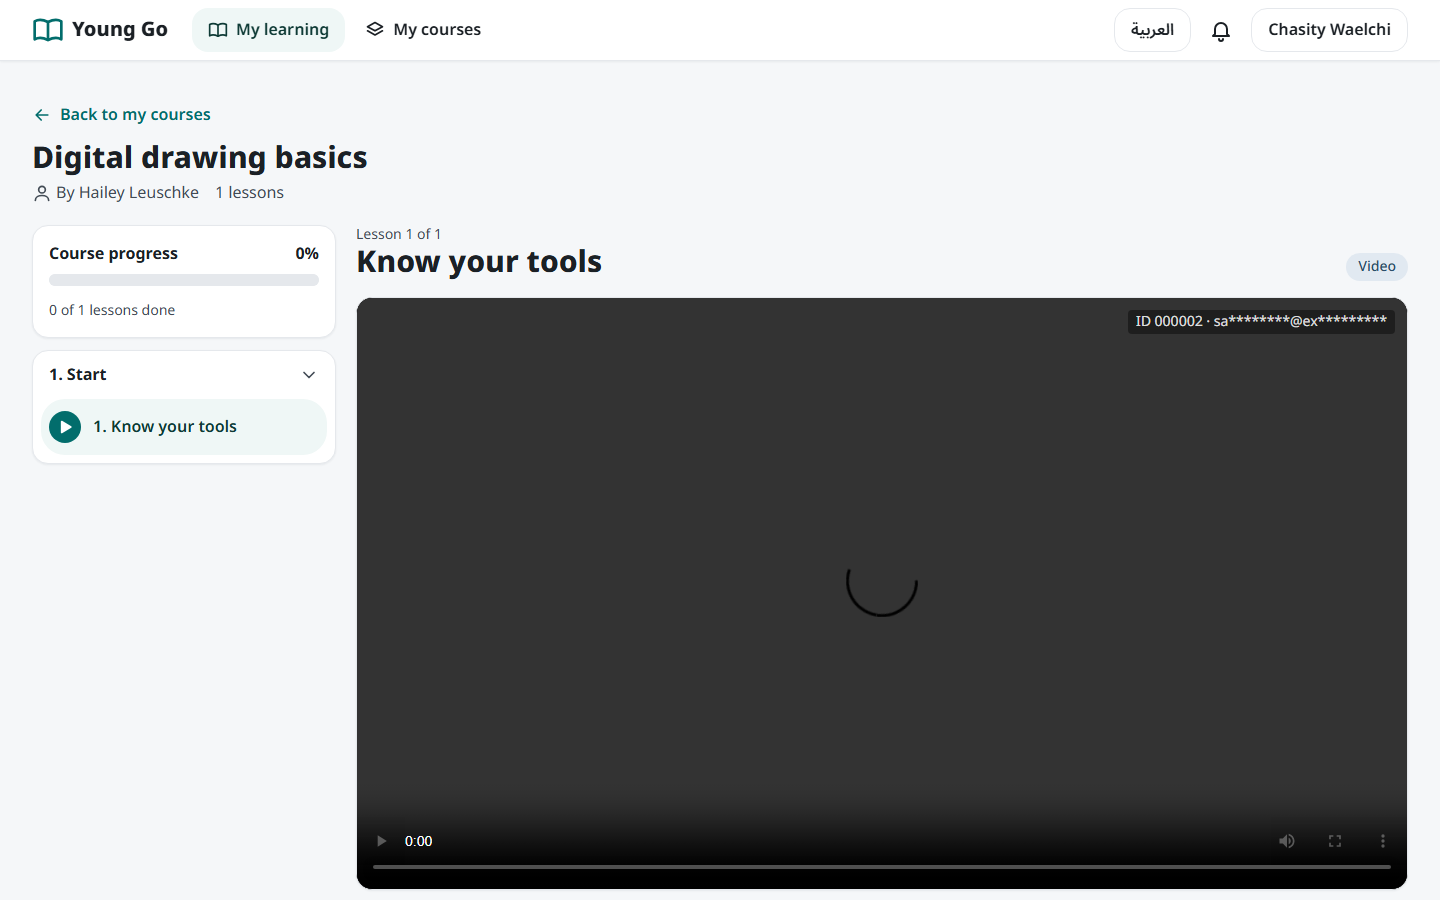 Young Go
My learning
My courses
العربية
Chasity Waelchi
Back to my courses
Digital drawing basics
By Hailey Leuschke 1 lessons
Course progress 0%
0 of 1 lessons done
1. Start
1. Know your tools
Lesson 1 of 1
Know your tools
Video
ID 000002 · sa********@ex*********
0:00